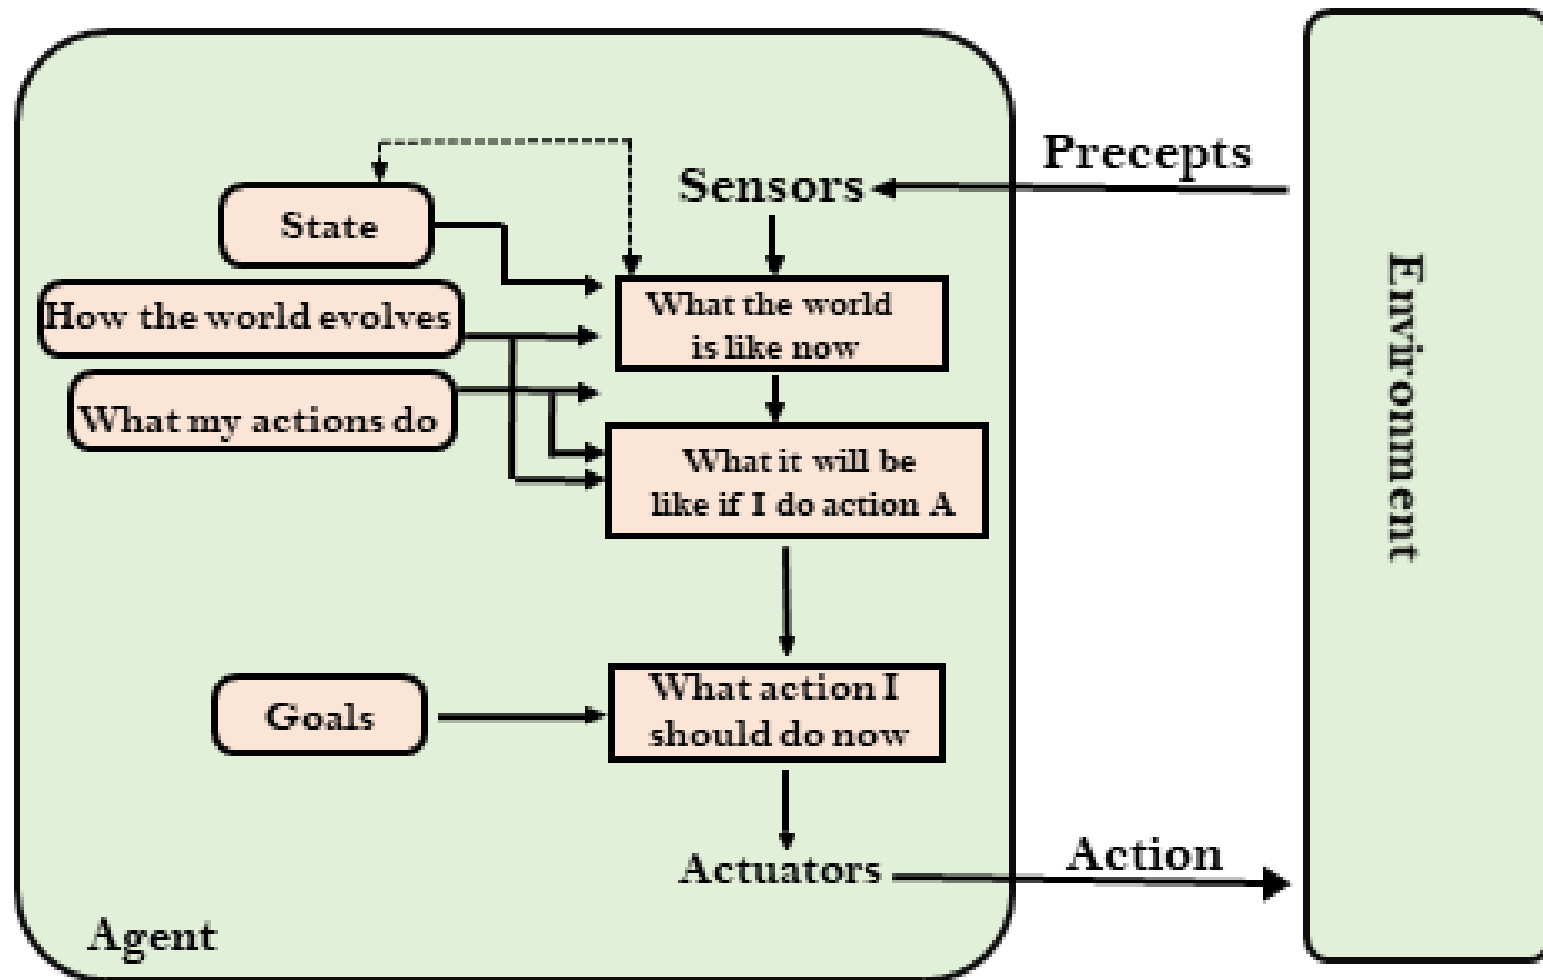 Precepts
Sensors
State
What the world
is like now
How the world evolves
What my actions do
What it will be
like if I do action A
Environment
Goals
What action I
should do now
Actuators
Action
Agent